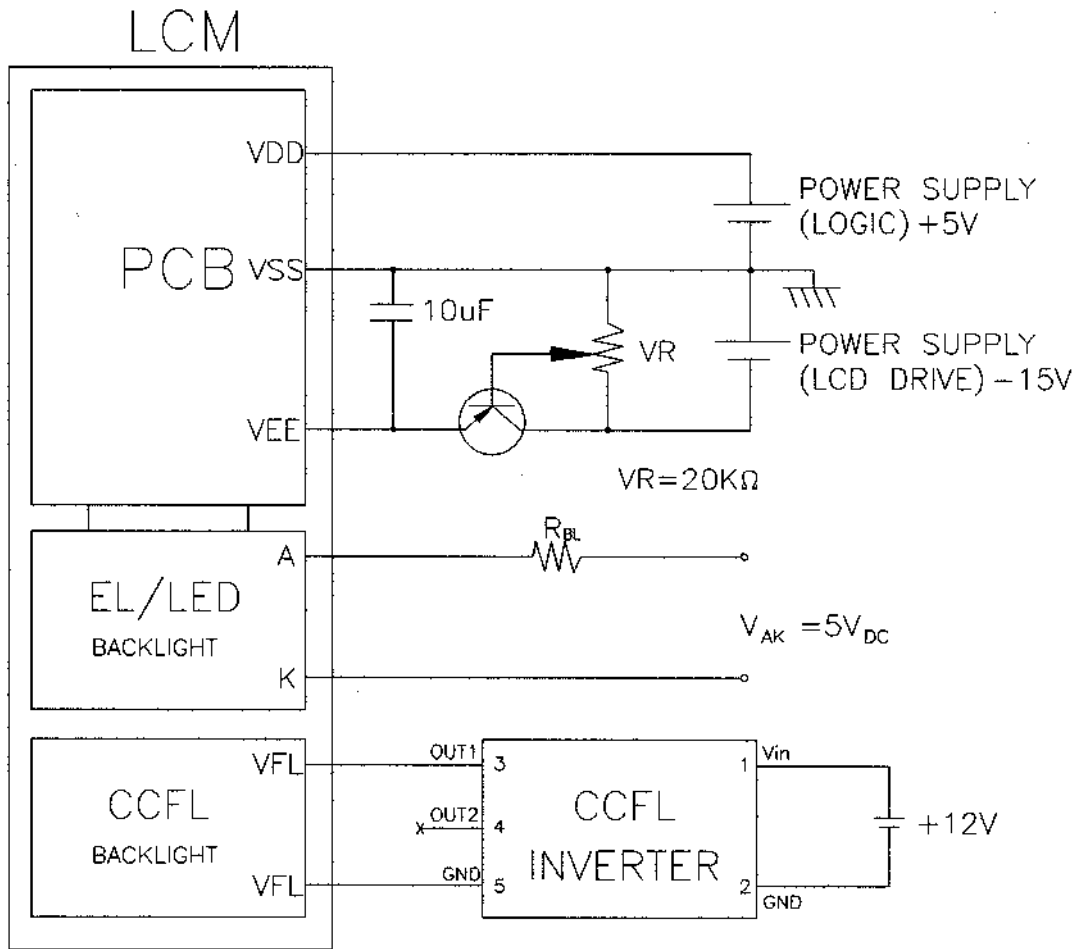 LCM
VDD
POWER SUPPLY
(LOGIC) +5V
PCB
VSS
10uF
VR
POWER SUPPLY
(LCD DRIVE) -15V
VEE
VR=20KΩ
A
R_BL
EL/LED
BACKLIGHT
V_AK =5V_DC
K
VFL
OUT1
3
1
Vin
CCFL
BACKLIGHT
OUT2
4
CCFL
INVERTER
+12V
VFL
GND
5
2
GND